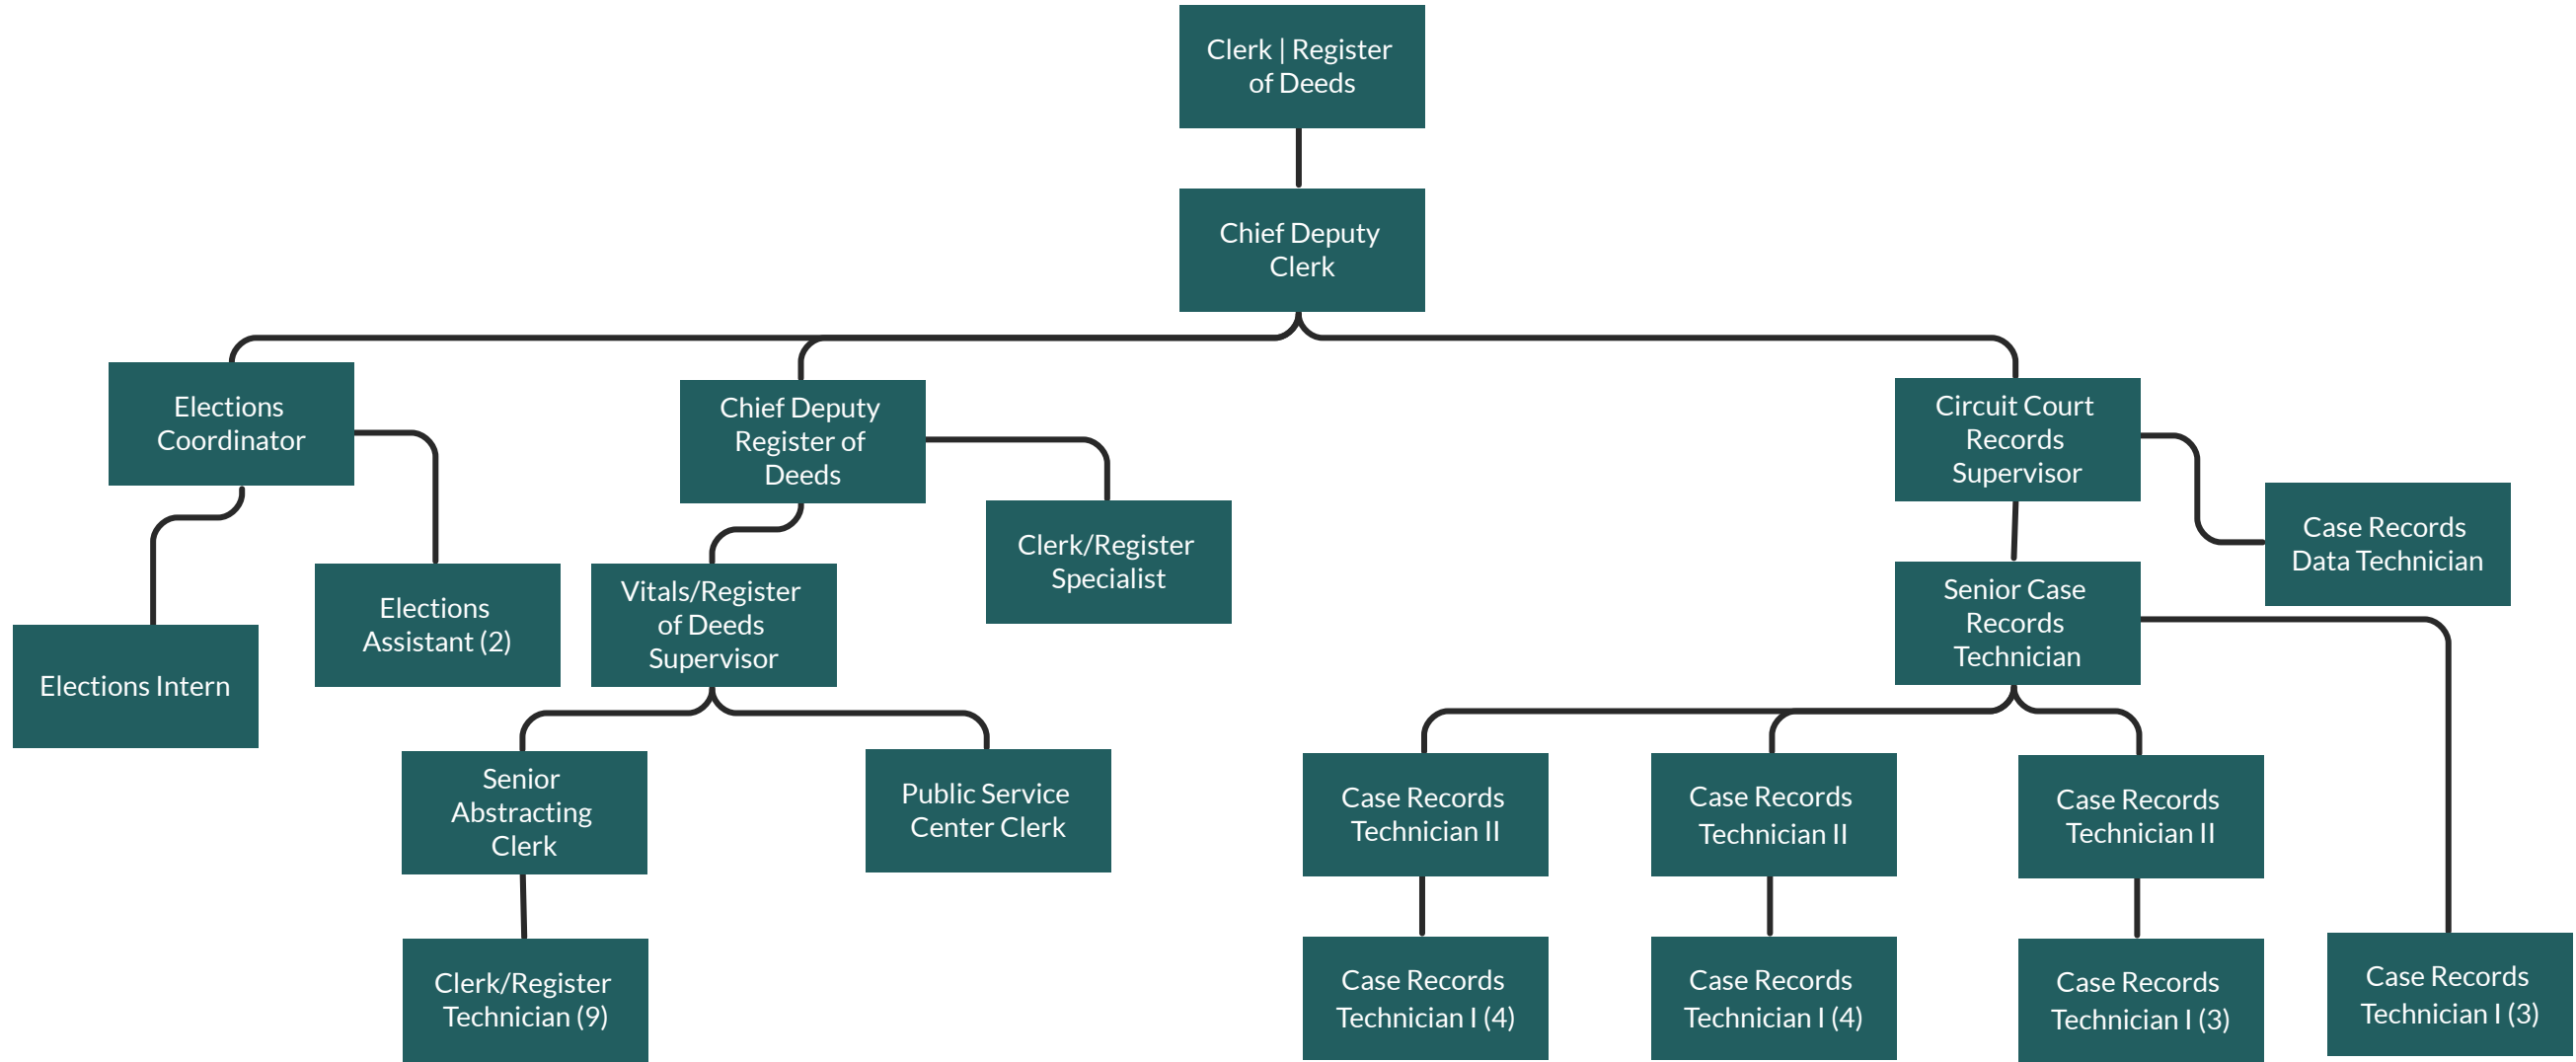 Clerk | Register
of Deeds
Chief Deputy
Clerk
Elections
Coordinator
Chief Deputy
Register of
Deeds
Circuit Court
Records
Supervisor
Clerk/Register
Specialist
Case Records
Data Technician
Elections Intern
Elections
Assistant (2)
Vitals/Register
of Deeds
Supervisor
Senior Case
Records
Technician
Senior
Abstracting
Clerk
Public Service
Center Clerk
Case Records
Technician II
Case Records
Technician II
Case Records
Technician II
Clerk/Register
Technician (9)
Case Records
Technician I (4)
Case Records
Technician I (4)
Case Records
Technician I (3)
Case Records
Technician I (3)